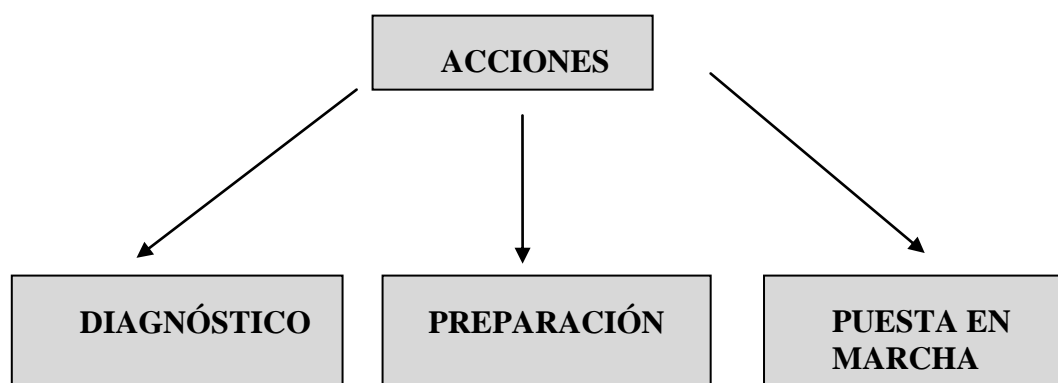 ACCIONES
DIAGNÓSTICO
PREPARACIÓN
PUESTA EN
MARCHA